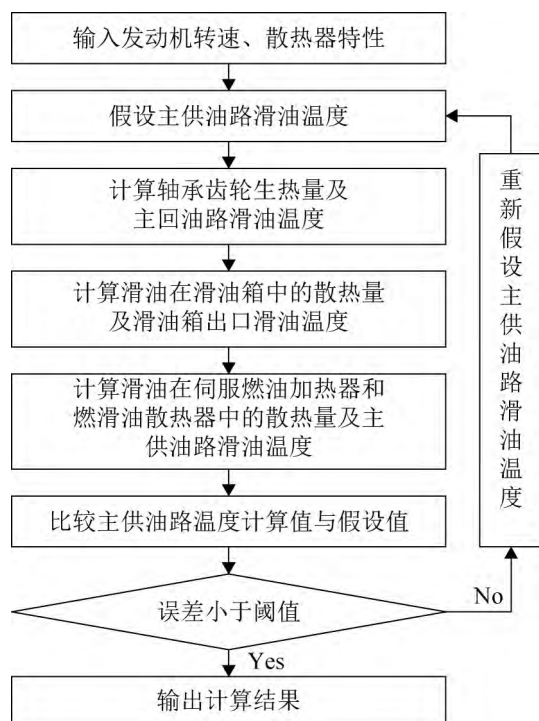 输入发动机转速、散热器特性
假设主供油路滑油温度
计算轴承齿轮生热量及
主回油路滑油温度
计算滑油在滑油箱中的散热量
及滑油箱出口滑油温度
计算滑油在伺服燃油加热器和
燃滑油散热器中的散热量及主
供油路滑油温度
比较主供油路温度计算值与假设值
误差小于阈值
No
Yes
输出计算结果
重新假设主供油路滑油温度